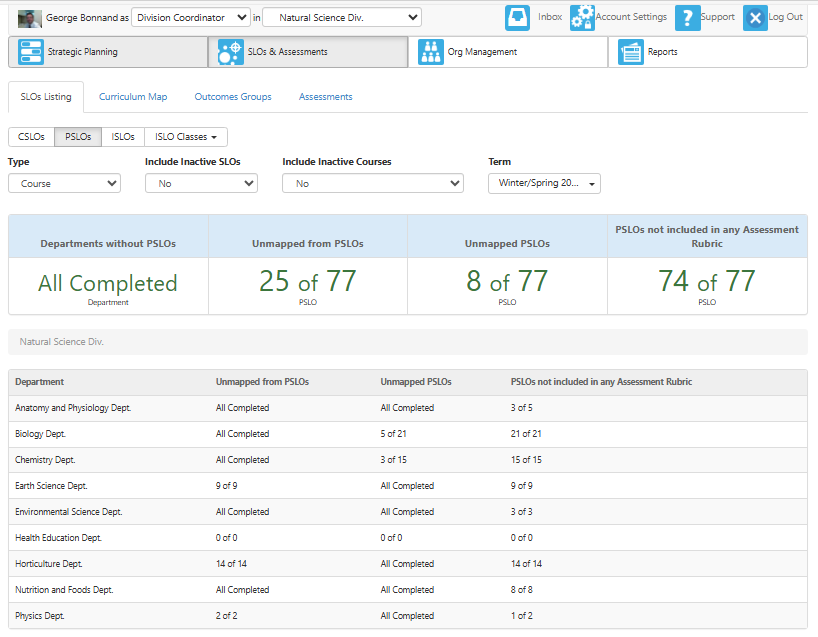 George Bonnand as Division Coordinator in Natural Science Div. Inbox Account Settings Support Log Out
Strategic Planning SLOs & Assessments Org Management Reports
SLOs Listing Curriculum Map Outcomes Groups Assessments
CSLOs PSLOs ISLOs ISLO Classes
Type Include Inactive SLOs Include Inactive Courses Term
Course No No Winter/Spring 20...
Departments without PSLOs Unmapped from PSLOs Unmapped PSLOs PSLOs not included in any Assessment Rubric
All Completed 25 of 77 8 of 77 74 of 77
Department PSLO PSLO PSLO
Natural Science Div.
Department Unmapped from PSLOs Unmapped PSLOs PSLOs not included in any Assessment Rubric
Anatomy and Physiology Dept. All Completed All Completed 3 of 5
Biology Dept. All Completed 5 of 21 21 of 21
Chemistry Dept. All Completed 3 of 15 15 of 15
Earth Science Dept. 9 of 9 All Completed 9 of 9
Environmental Science Dept. All Completed All Completed 3 of 3
Health Education Dept. 0 of 0 0 of 0 0 of 0
Horticulture Dept. 14 of 14 All Completed 14 of 14
Nutrition and Foods Dept. All Completed All Completed 8 of 8
Physics Dept. 2 of 2 All Completed 1 of 2